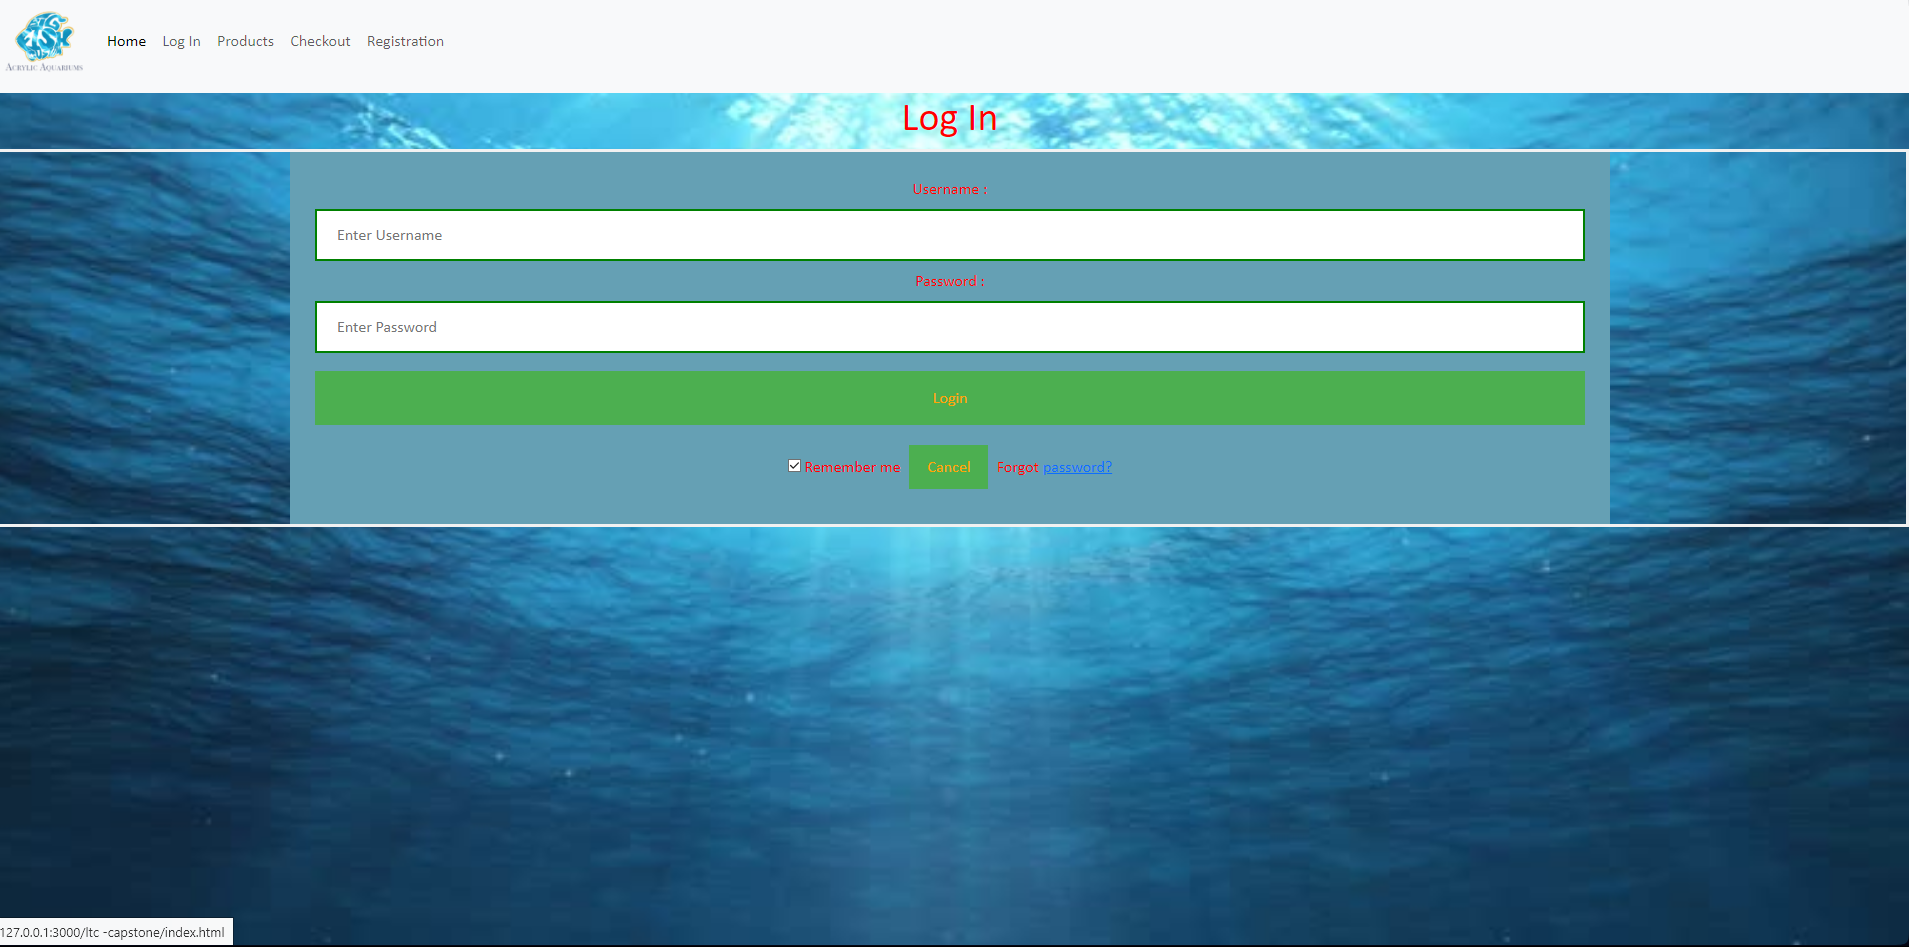 ACRYLIC AQUARIUMS
Home Log In Products Checkout Registration
Log In
Username :
Enter Username
Password :
Enter Password
Login
Remember me Cancel Forgot password?
127.0.0.1:3000/ltc -capstone/index.html